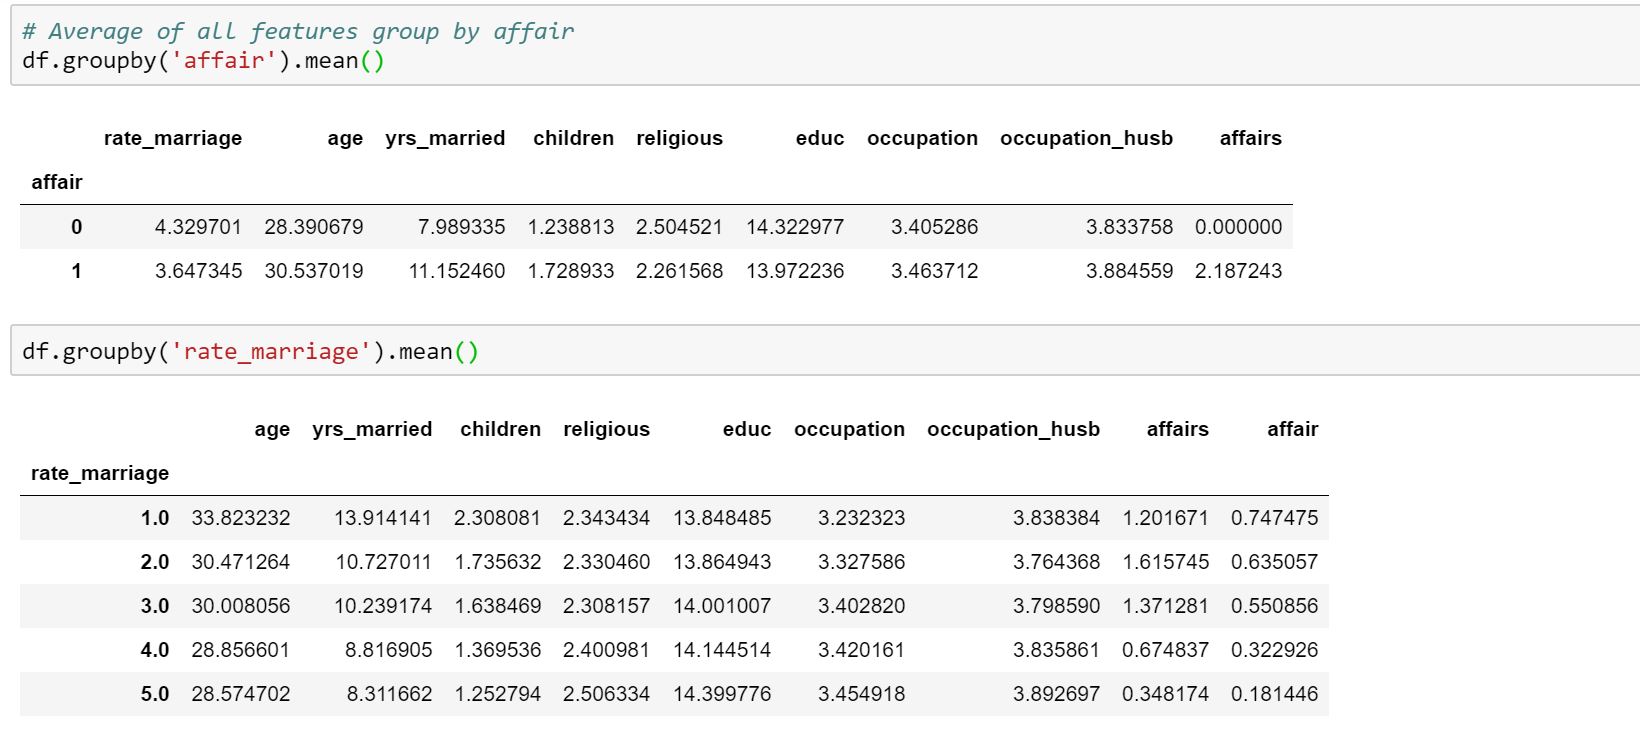 # Average of all features group by affair
df.groupby('affair').mean()
rate_marriage age yrs_married children religious educ occupation occupation_husb affairs
affair
0 4.329701 28.390679 7.989335 1.238813 2.504521 14.322977 3.405286 3.833758 0.000000
1 3.647345 30.537019 11.152460 1.728933 2.261568 13.972236 3.463712 3.884559 2.187243
df.groupby('rate_marriage').mean()
age yrs_married children religious educ occupation occupation_husb affairs affair
rate_marriage
1.0 33.823232 13.914141 2.308081 2.343434 13.848485 3.232323 3.838384 1.201671 0.747475
2.0 30.471264 10.727011 1.735632 2.330460 13.864943 3.327586 3.764368 1.615745 0.635057
3.0 30.008056 10.239174 1.638469 2.308157 14.001007 3.402820 3.798590 1.371281 0.550856
4.0 28.856601 8.816905 1.369536 2.400981 14.144514 3.420161 3.835861 0.674837 0.322926
5.0 28.574702 8.311662 1.252794 2.506334 14.399776 3.454918 3.892697 0.348174 0.181446